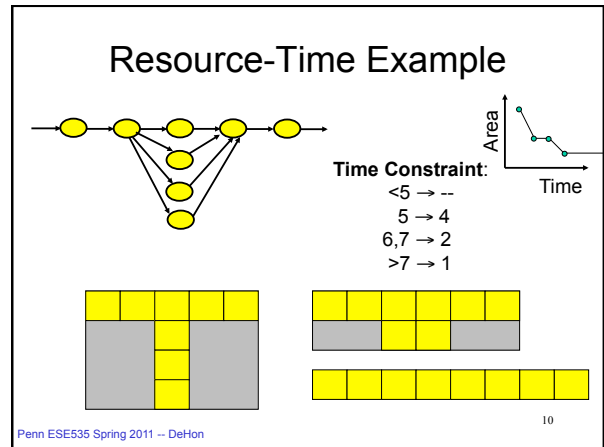 Resource-Time Example
Area
Time
Time Constraint:
<5 → --
5 → 4
6,7 → 2
>7 → 1
10
Penn ESE535 Spring 2011 -- DeHon